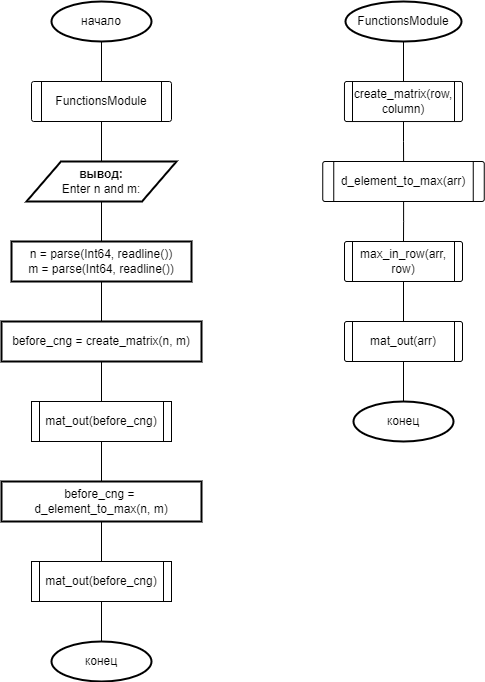 начало
FunctionsModule
вывод:
Enter n and m:
n = parse(Int64, readline())
m = parse(Int64, readline())
before_cng = create_matrix(n, m)
mat_out(before_cng)
before_cng =
d_element_to_max(n, m)
mat_out(before_cng)
конец
FunctionsModule
create_matrix(row,
column)
d_element_to_max(arr)
max_in_row(arr,
row)
mat_out(arr)
конец